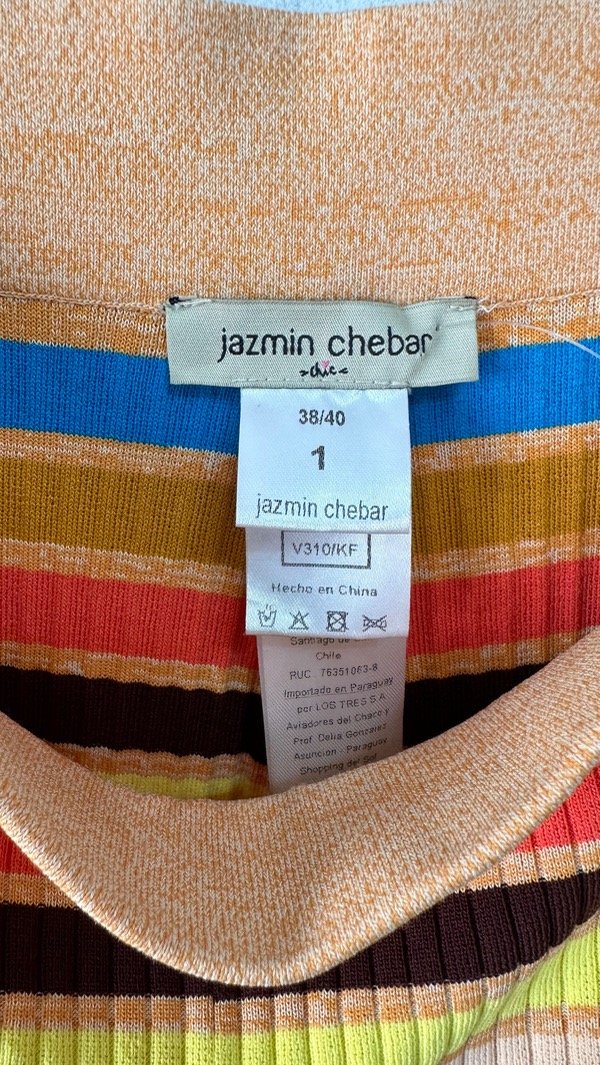 jazmin chebar
chic
38/40
1
jazmin chebar
V310/KF
Hecho en China
Santiago de
Chile
RUC : 76351063-8
Importado en Paraguay
por LOS TRES S.A.
Aviadores del Chaco y
Prof. Delia Gonzalez
Asuncion - Paraguay
Shopping del Sol